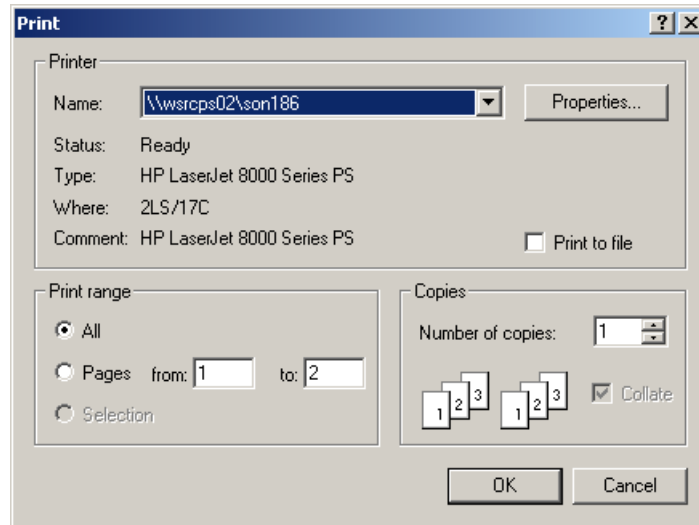 Print
Printer
Name: \\wsrcps02\son186 Properties...
Status: Ready
Type: HP LaserJet 8000 Series PS
Where: 2LS/17C
Comment: HP LaserJet 8000 Series PS Print to file
Print range
All
Pages from: 1 to: 2
Selection
Copies
Number of copies: 1
1 2 3 1 2 3 Collate
OK Cancel